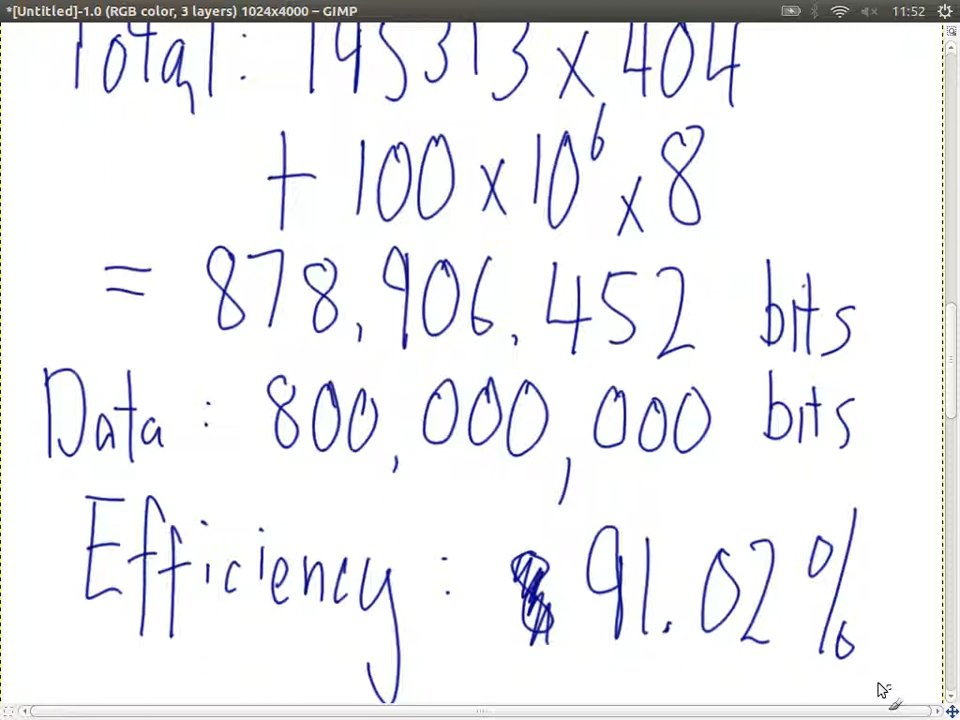 *[Untitled]-1.0 (RGB color, 3 layers) 1024x4000 – GIMP
11:52
Total: 195313 x 404
+ 100 x 10⁶ x 8
= 878,906,452 bits
Data: 800,000,000 bits
Efficiency: 91.02%